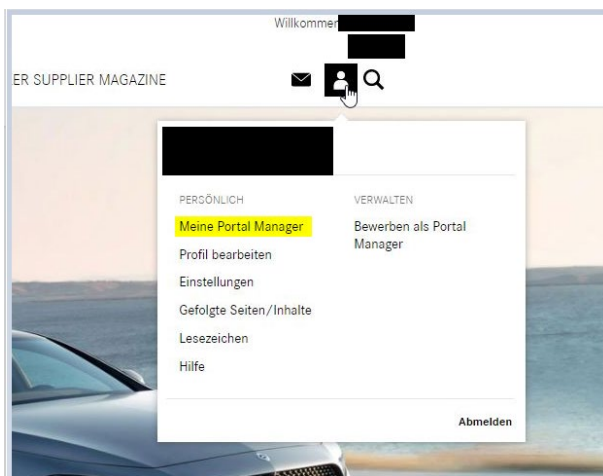 Willkommen
ER SUPPLIER MAGAZINE
PERSÖNLICH
VERWALTEN
Meine Portal Manager
Bewerben als Portal
Manager
Profil bearbeiten
Einstellungen
Gefolgte Seiten/Inhalte
Lesezeichen
Hilfe
Abmelden